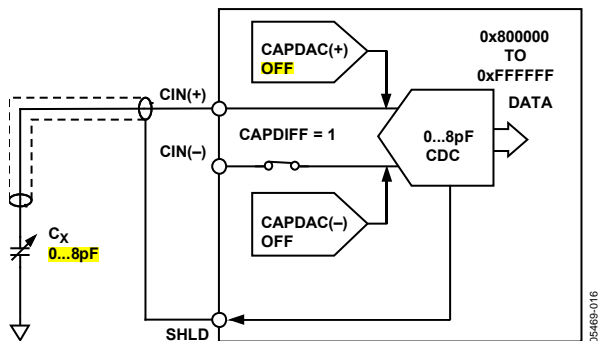 CAPDAC(+)
OFF
0x800000
TO
0xFFFFFF
DATA
CIN(+)
CAPDIFF = 1
CIN(–)
0...8pF
CDC
CAPDAC(–)
OFF
CX
0...8pF
SHLD
05469-016